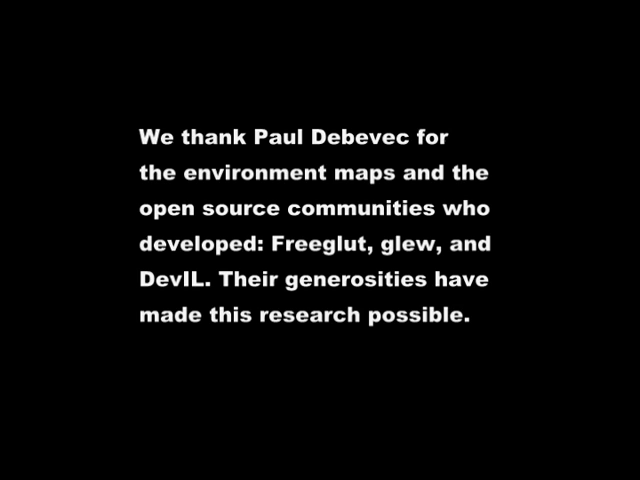 We thank Paul Debevec for
the environment maps and the
open source communities who
developed: Freeglut, glew, and
DevIL. Their generosities have
made this research possible.